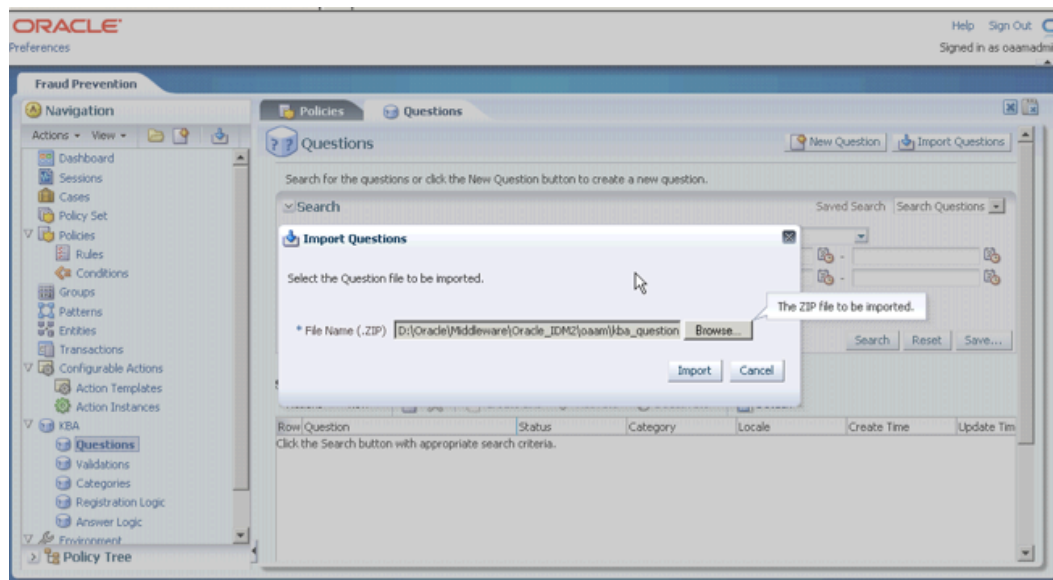 ORACLE
Help Sign Out
Preferences
Signed in as oaamadmi
Fraud Prevention
Navigation
Policies
Questions
Actions View
Questions
New Question
Import Questions
Dashboard
Sessions
Search for the questions or click the New Question button to create a new question.
Cases
Search
Saved Search Search Questions
Policy Set
Policies
Import Questions
Rules
Conditions
Select the Question file to be imported.
Groups
Patterns
The ZIP file to be imported.
Entities
* File Name (.ZIP) D:\Oracle\Middleware\Oracle_IDM2\oaam\kba_question Browse...
Transactions
Search Reset Save...
Configurable Actions
Import Cancel
Action Templates
Action Instances
KBA
Row Question Status Category Locale Create Time Update Tim
Questions
Click the Search button with appropriate search criteria.
Validations
Categories
Registration Logic
Answer Logic
Environment
Policy Tree